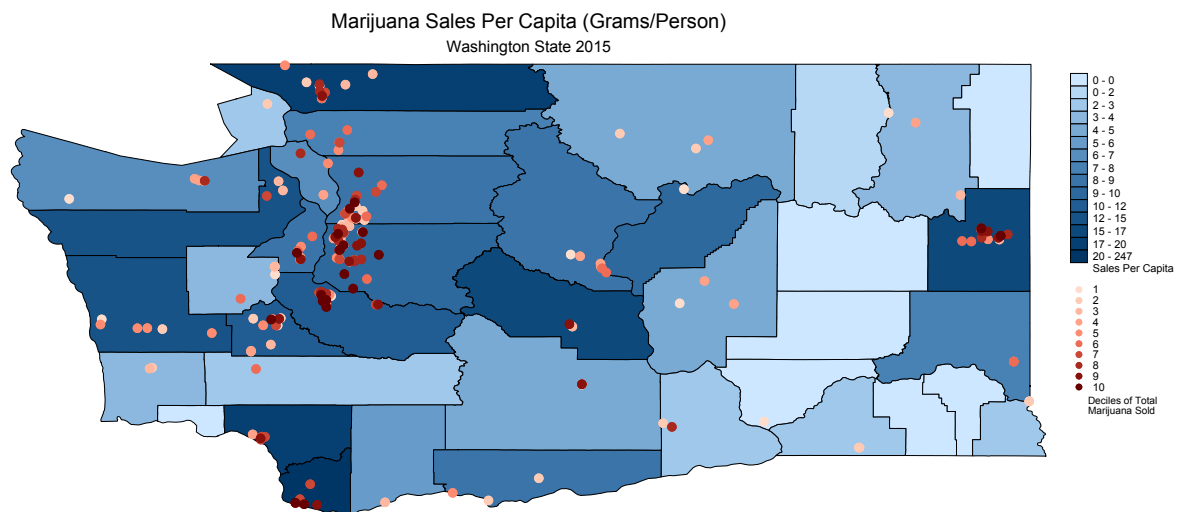 Marijuana Sales Per Capita (Grams/Person)
Washington State 2015
0 - 0
0 - 2
2 - 3
3 - 4
4 - 5
5 - 6
6 - 7
7 - 8
8 - 9
9 - 10
10 - 12
12 - 15
15 - 17
17 - 20
20 - 247
Sales Per Capita
1
2
3
4
5
6
7
8
9
10
Deciles of Total
Marijuana Sold